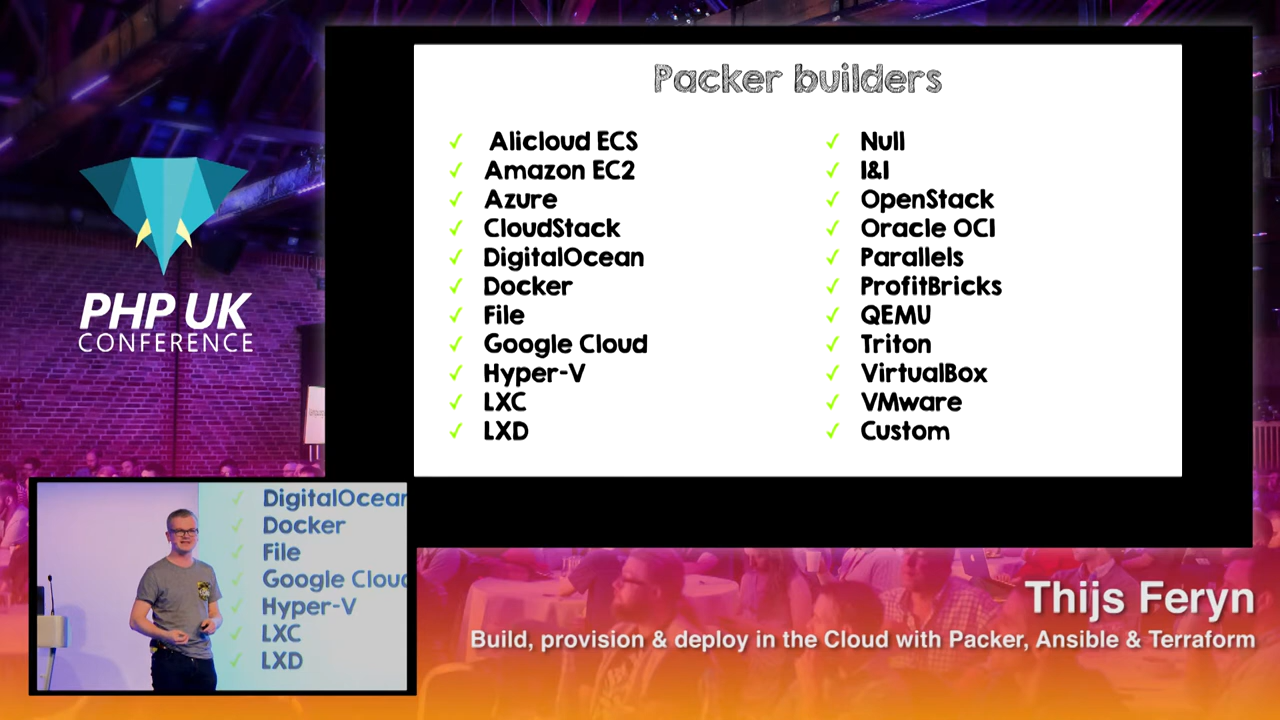 Packer builders
✓ Alicloud ECS
✓ Amazon EC2
✓ Azure
✓ CloudStack
✓ DigitalOcean
✓ Docker
✓ File
✓ Google Cloud
✓ Hyper-V
✓ LXC
✓ LXD
✓ Null
✓ 1&1
✓ OpenStack
✓ Oracle OCI
✓ Parallels
✓ ProfitBricks
✓ QEMU
✓ Triton
✓ VirtualBox
✓ VMware
✓ Custom
PHP UK
CONFERENCE
✓ DigitalOcean
✓ Docker
✓ File
✓ Google Cloud
✓ Hyper-V
✓ LXC
✓ LXD
Thijs Feryn
Build, provision & deploy in the Cloud with Packer, Ansible & Terraform